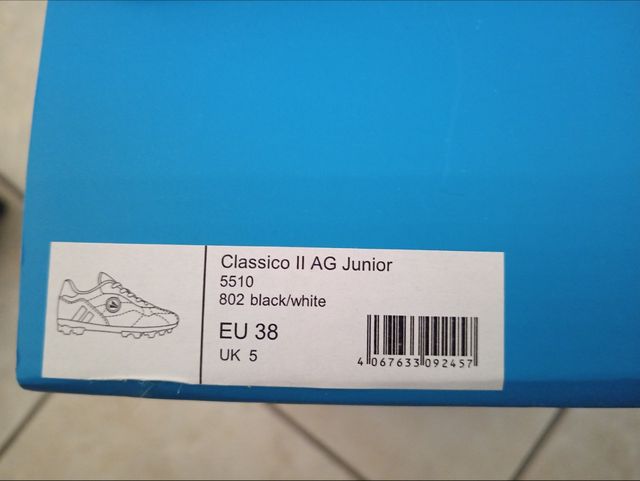 Classico II AG Junior
5510
802 black/white
EU 38
UK 5
4 067633 092457